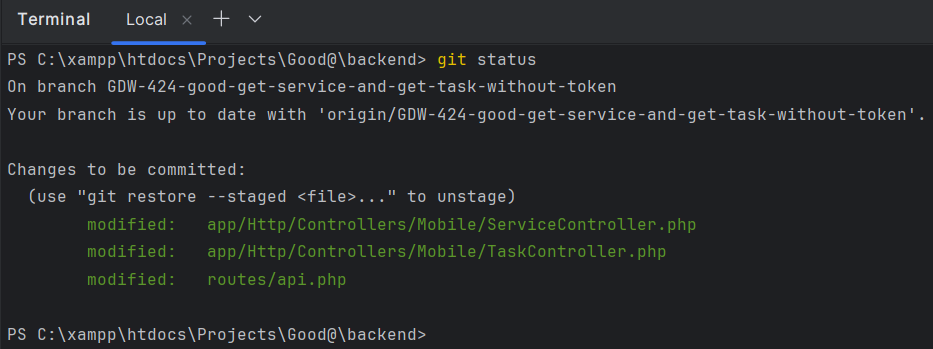 Terminal Local × + ⌄
PS C:\xampp\htdocs\Projects\Good@\backend> git status
On branch GDW-424-good-get-service-and-get-task-without-token
Your branch is up to date with 'origin/GDW-424-good-get-service-and-get-task-without-token'.
Changes to be committed:
(use "git restore --staged <file>..." to unstage)
modified: app/Http/Controllers/Mobile/ServiceController.php
modified: app/Http/Controllers/Mobile/TaskController.php
modified: routes/api.php
PS C:\xampp\htdocs\Projects\Good@\backend>